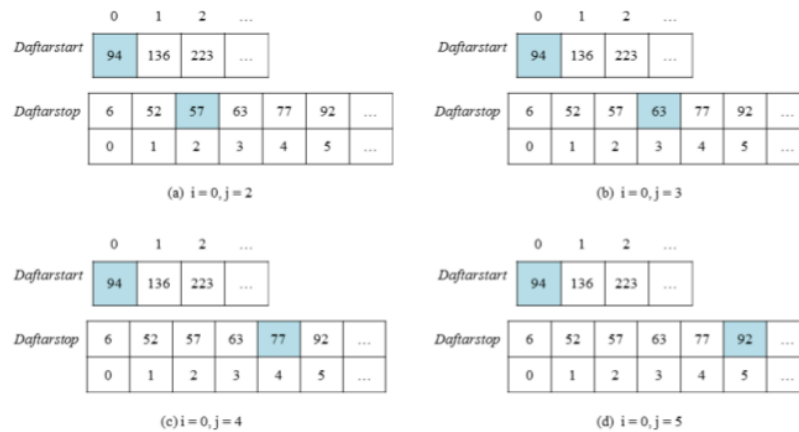 0 1 2 ...
Daftarstart 94 136 223 ...
Daftarstop 6 52 57 63 77 92 ...
0 1 2 3 4 5 ...
(a) i = 0, j = 2
0 1 2 ...
Daftarstart 94 136 223 ...
Daftarstop 6 52 57 63 77 92 ...
0 1 2 3 4 5 ...
(b) i = 0, j = 3
0 1 2 ...
Daftarstart 94 136 223 ...
Daftarstop 6 52 57 63 77 92 ...
0 1 2 3 4 5 ...
(c) i = 0, j = 4
0 1 2 ...
Daftarstart 94 136 223 ...
Daftarstop 6 52 57 63 77 92 ...
0 1 2 3 4 5 ...
(d) i = 0, j = 5